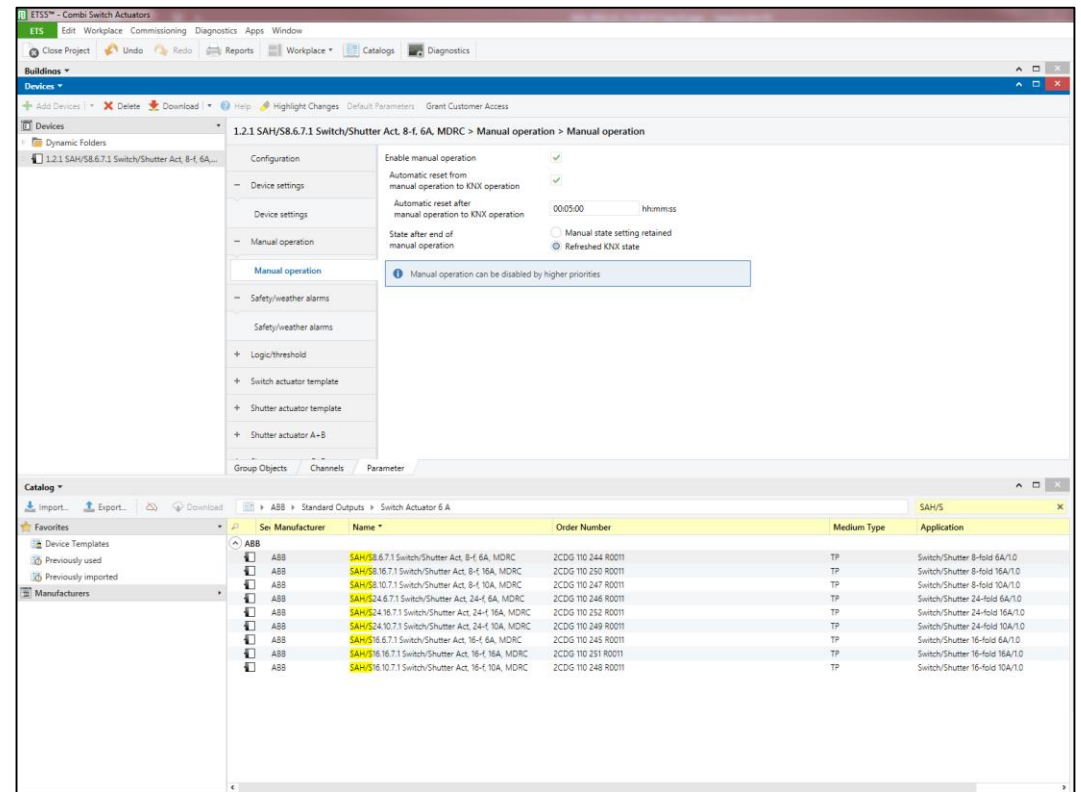 ETS5™ - Combi Switch Actuators
ETS Edit Workplace Commissioning Diagnostics Apps Window
Close Project Undo Redo Reports Workplace Catalogs Diagnostics
Buildings
Devices
Add Devices Delete Download Help Highlight Changes Default Parameters Grant Customer Access
Devices
Dynamic Folders
1.2.1 SAH/S8.6.7.1 Switch/Shutter Act, 8-f, 6A,...
1.2.1 SAH/S8.6.7.1 Switch/Shutter Act, 8-f, 6A, MDRC > Manual operation > Manual operation
Configuration
Device settings
Device settings
Manual operation
Manual operation
Safety/weather alarms
Safety/weather alarms
Logic/threshold
Switch actuator template
Shutter actuator template
Shutter actuator A+B
Enable manual operation
Automatic reset from
manual operation to KNX operation
Automatic reset after
manual operation to KNX operation
00:05:00 hh:mm:ss
State after end of
manual operation
Manual state setting retained
Refreshed KNX state
Manual operation can be disabled by higher priorities
Group Objects Channels Parameter
Catalog
Import... Export... Download ABB Standard Outputs Switch Actuator 6 A SAH/S
Favorites
Device Templates
Previously used
Previously imported
Manufacturers
Se Manufacturer Name Order Number Medium Type Application
ABB
ABB SAH/S8.6.7.1 Switch/Shutter Act, 8-f, 6A, MDRC 2CDG 110 244 R0011 TP Switch/Shutter 8-fold 6A/1.0
ABB SAH/S8.16.7.1 Switch/Shutter Act, 8-f, 16A, MDRC 2CDG 110 250 R0011 TP Switch/Shutter 8-fold 16A/1.0
ABB SAH/S8.10.7.1 Switch/Shutter Act, 8-f, 10A, MDRC 2CDG 110 247 R0011 TP Switch/Shutter 8-fold 10A/1.0
ABB SAH/S24.6.7.1 Switch/Shutter Act, 24-f, 6A, MDRC 2CDG 110 246 R0011 TP Switch/Shutter 24-fold 6A/1.0
ABB SAH/S24.16.7.1 Switch/Shutter Act, 24-f, 16A, MDRC 2CDG 110 252 R0011 TP Switch/Shutter 24-fold 16A/1.0
ABB SAH/S24.10.7.1 Switch/Shutter Act, 24-f, 10A, MDRC 2CDG 110 249 R0011 TP Switch/Shutter 24-fold 10A/1.0
ABB SAH/S16.6.7.1 Switch/Shutter Act, 16-f, 6A, MDRC 2CDG 110 245 R0011 TP Switch/Shutter 16-fold 6A/1.0
ABB SAH/S16.16.7.1 Switch/Shutter Act, 16-f, 16A, MDRC 2CDG 110 251 R0011 TP Switch/Shutter 16-fold 16A/1.0
ABB SAH/S16.10.7.1 Switch/Shutter Act, 16-f, 10A, MDRC 2CDG 110 248 R0011 TP Switch/Shutter 16-fold 10A/1.0